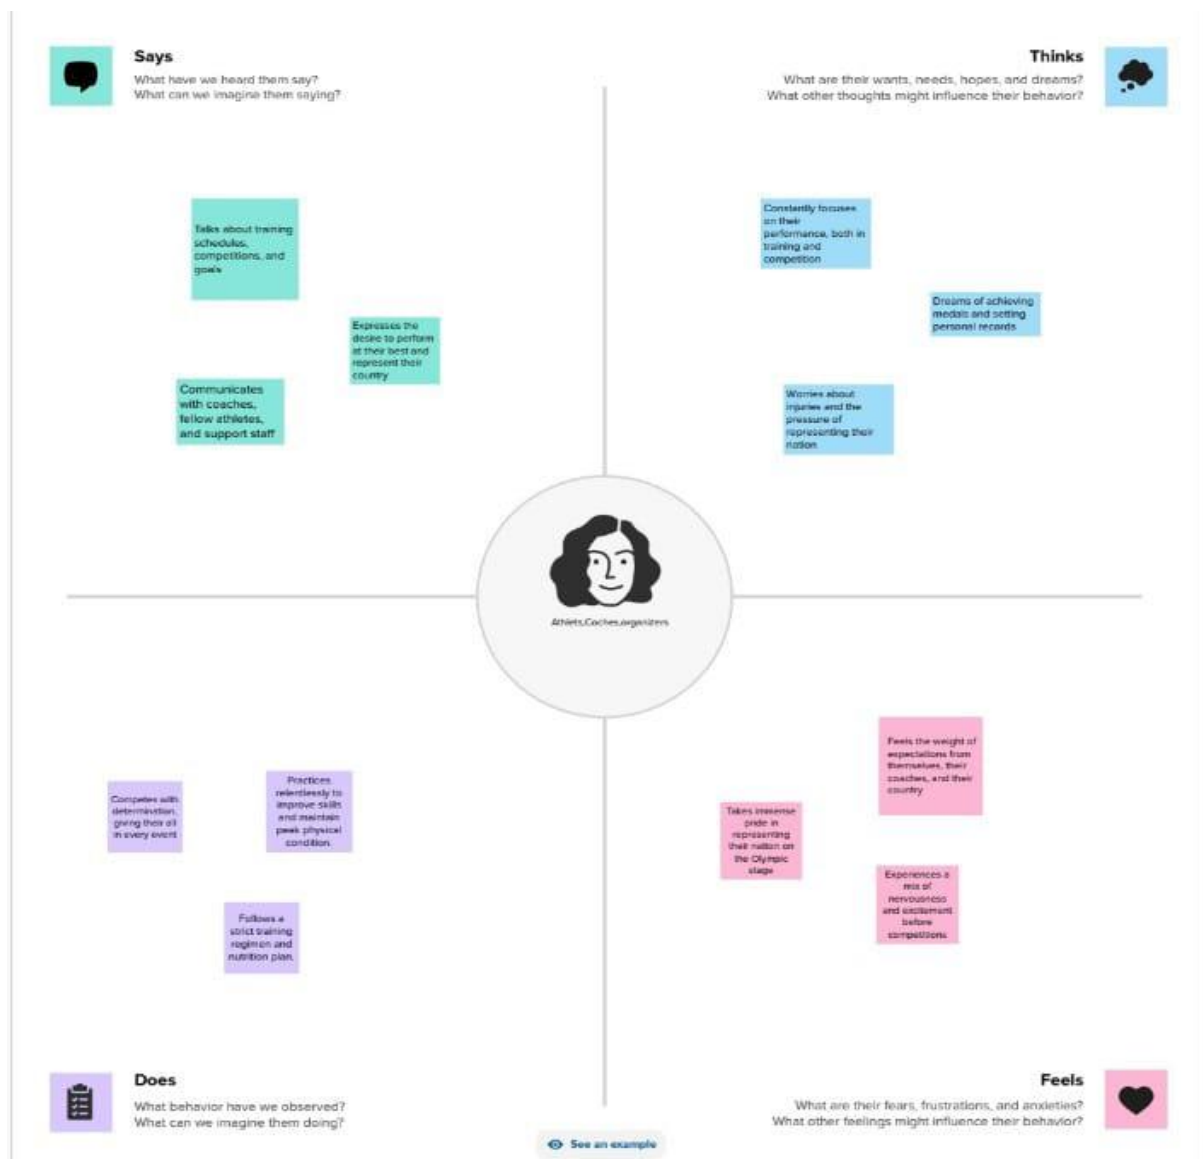 Says
What have we heard them say?
What can we imagine them saying?
Thinks
What are their wants, needs, hopes, and dreams?
What other thoughts might influence their behavior?
Talks about training
schedules,
competitions, and
goals
Expresses the
desire to perform
at their best and
represent their
country
Communicates
with coaches,
fellow athletes,
and support staff
Constantly focuses
on their
performance, both in
training and
competition
Dreams of achieving
medals and setting
personal records
Worries about
injuries and the
pressure of
representing their
nation
Athlets,Coches,organizers
Competes with
determination,
giving their all
in every event
Practices
relentlessly to
improve skills
and maintain
peak physical
condition.
Follows a
strict training
regimen and
nutrition plan.
Feels the weight of
expectations from
themselves, their
coaches, and their
country
Takes immense
pride in
representing
their nation on
the Olympic
stage
Experiences a
mix of
nervousness
and excitement
before
competitions
Does
What behavior have we observed?
What can we imagine them doing?
Feels
What are their fears, frustrations, and anxieties?
What other feelings might influence their behavior?
See an example